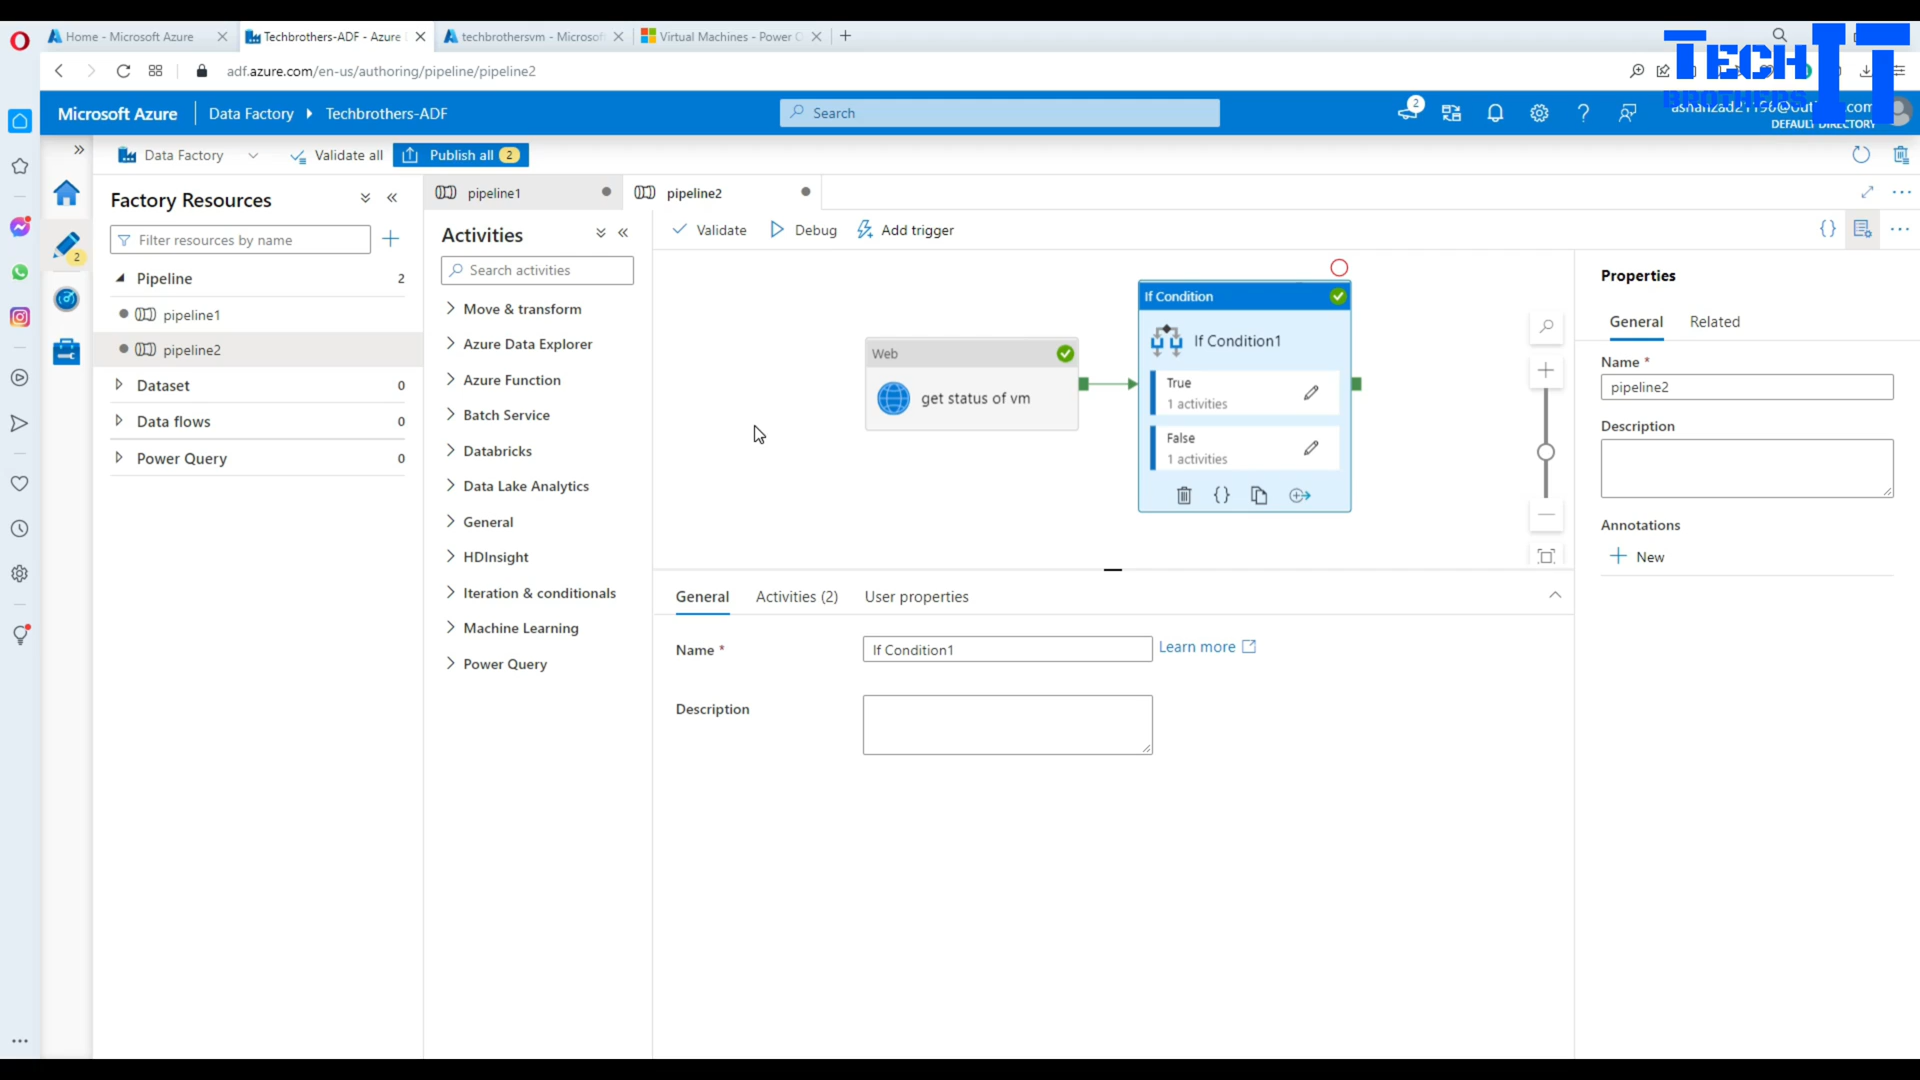 Home - Microsoft Azure
Techbrothers-ADF - Azure
techbrothersvm - Microsof
Virtual Machines - Power
TECH IT
BROTHERS
adf.azure.com/en-us/authoring/pipeline/pipeline2
Microsoft Azure
Data Factory
Techbrothers-ADF
Search
2
DEFAULT DIRECTORY
Data Factory
Validate all
Publish all 2
Factory Resources
Filter resources by name
2
Pipeline 2
pipeline1
pipeline2
Dataset 0
Data flows 0
Power Query 0
pipeline1
pipeline2
Activities
Search activities
Move & transform
Azure Data Explorer
Azure Function
Batch Service
Databricks
Data Lake Analytics
General
HDInsight
Iteration & conditionals
Machine Learning
Power Query
Validate
Debug
Add trigger
Web
get status of vm
If Condition
If Condition1
True
1 activities
False
1 activities
General
Activities (2)
User properties
Name *
If Condition1
Learn more
Description
Properties
General
Related
Name *
pipeline2
Description
Annotations
New